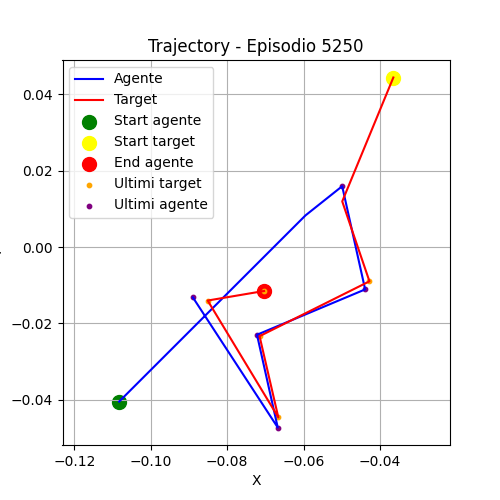 Trajectory - Episodio 5250
Agente
Target
Start agente
Start target
End agente
Ultimi target
Ultimi agente
0.04
0.02
0.00
−0.02
−0.04
−0.12
−0.10
−0.08
−0.06
−0.04
X